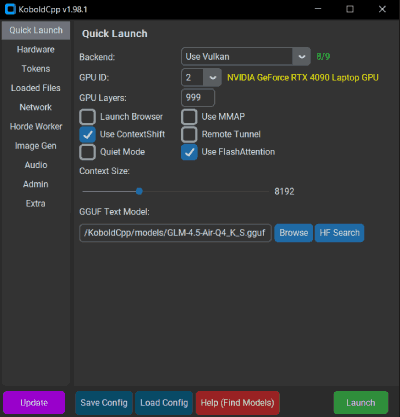 KoboldCpp v1.98.1
Quick Launch
Hardware
Tokens
Loaded Files
Network
Horde Worker
Image Gen
Audio
Admin
Extra
Quick Launch
Backend: Use Vulkan 8/9
GPU ID: 2 NVIDIA GeForce RTX 4090 Laptop GPU
GPU Layers: 999
Launch Browser Use MMAP
Use ContextShift Remote Tunnel
Quiet Mode Use FlashAttention
Context Size:
8192
GGUF Text Model:
/KoboldCpp/models/GLM-4.5-Air-Q4_K_S.gguf Browse HF Search
Update Save Config Load Config Help (Find Models) Launch